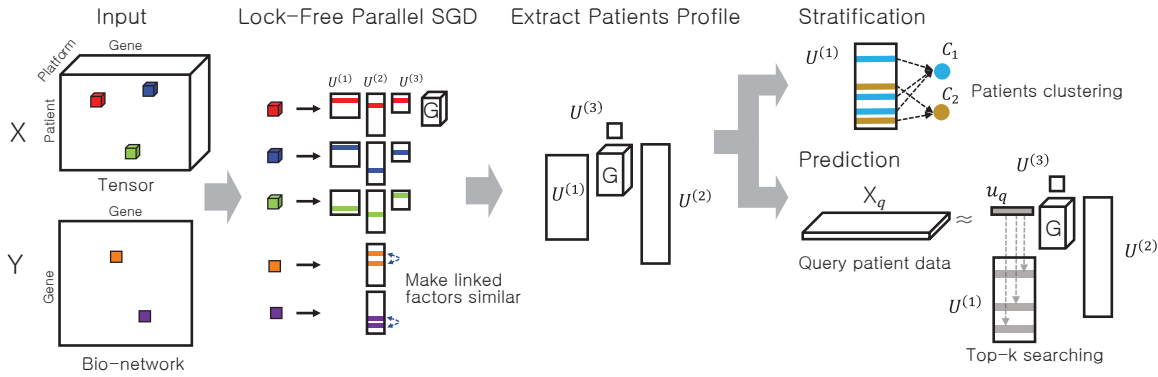 Input
Lock-Free Parallel SGD
Extract Patients Profile
Stratification
Gene
Platform
Patient
X
Tensor
Gene
Y
Gene
Bio-network
U⁽¹⁾ U⁽²⁾ U⁽³⁾
G
Make linked
factors similar
U⁽³⁾
U⁽¹⁾
G
U⁽²⁾
U⁽¹⁾
C₁
C₂
Patients clustering
Prediction
X_q
≈
u_q
U⁽³⁾
G
U⁽²⁾
Query patient data
U⁽¹⁾
Top-k searching